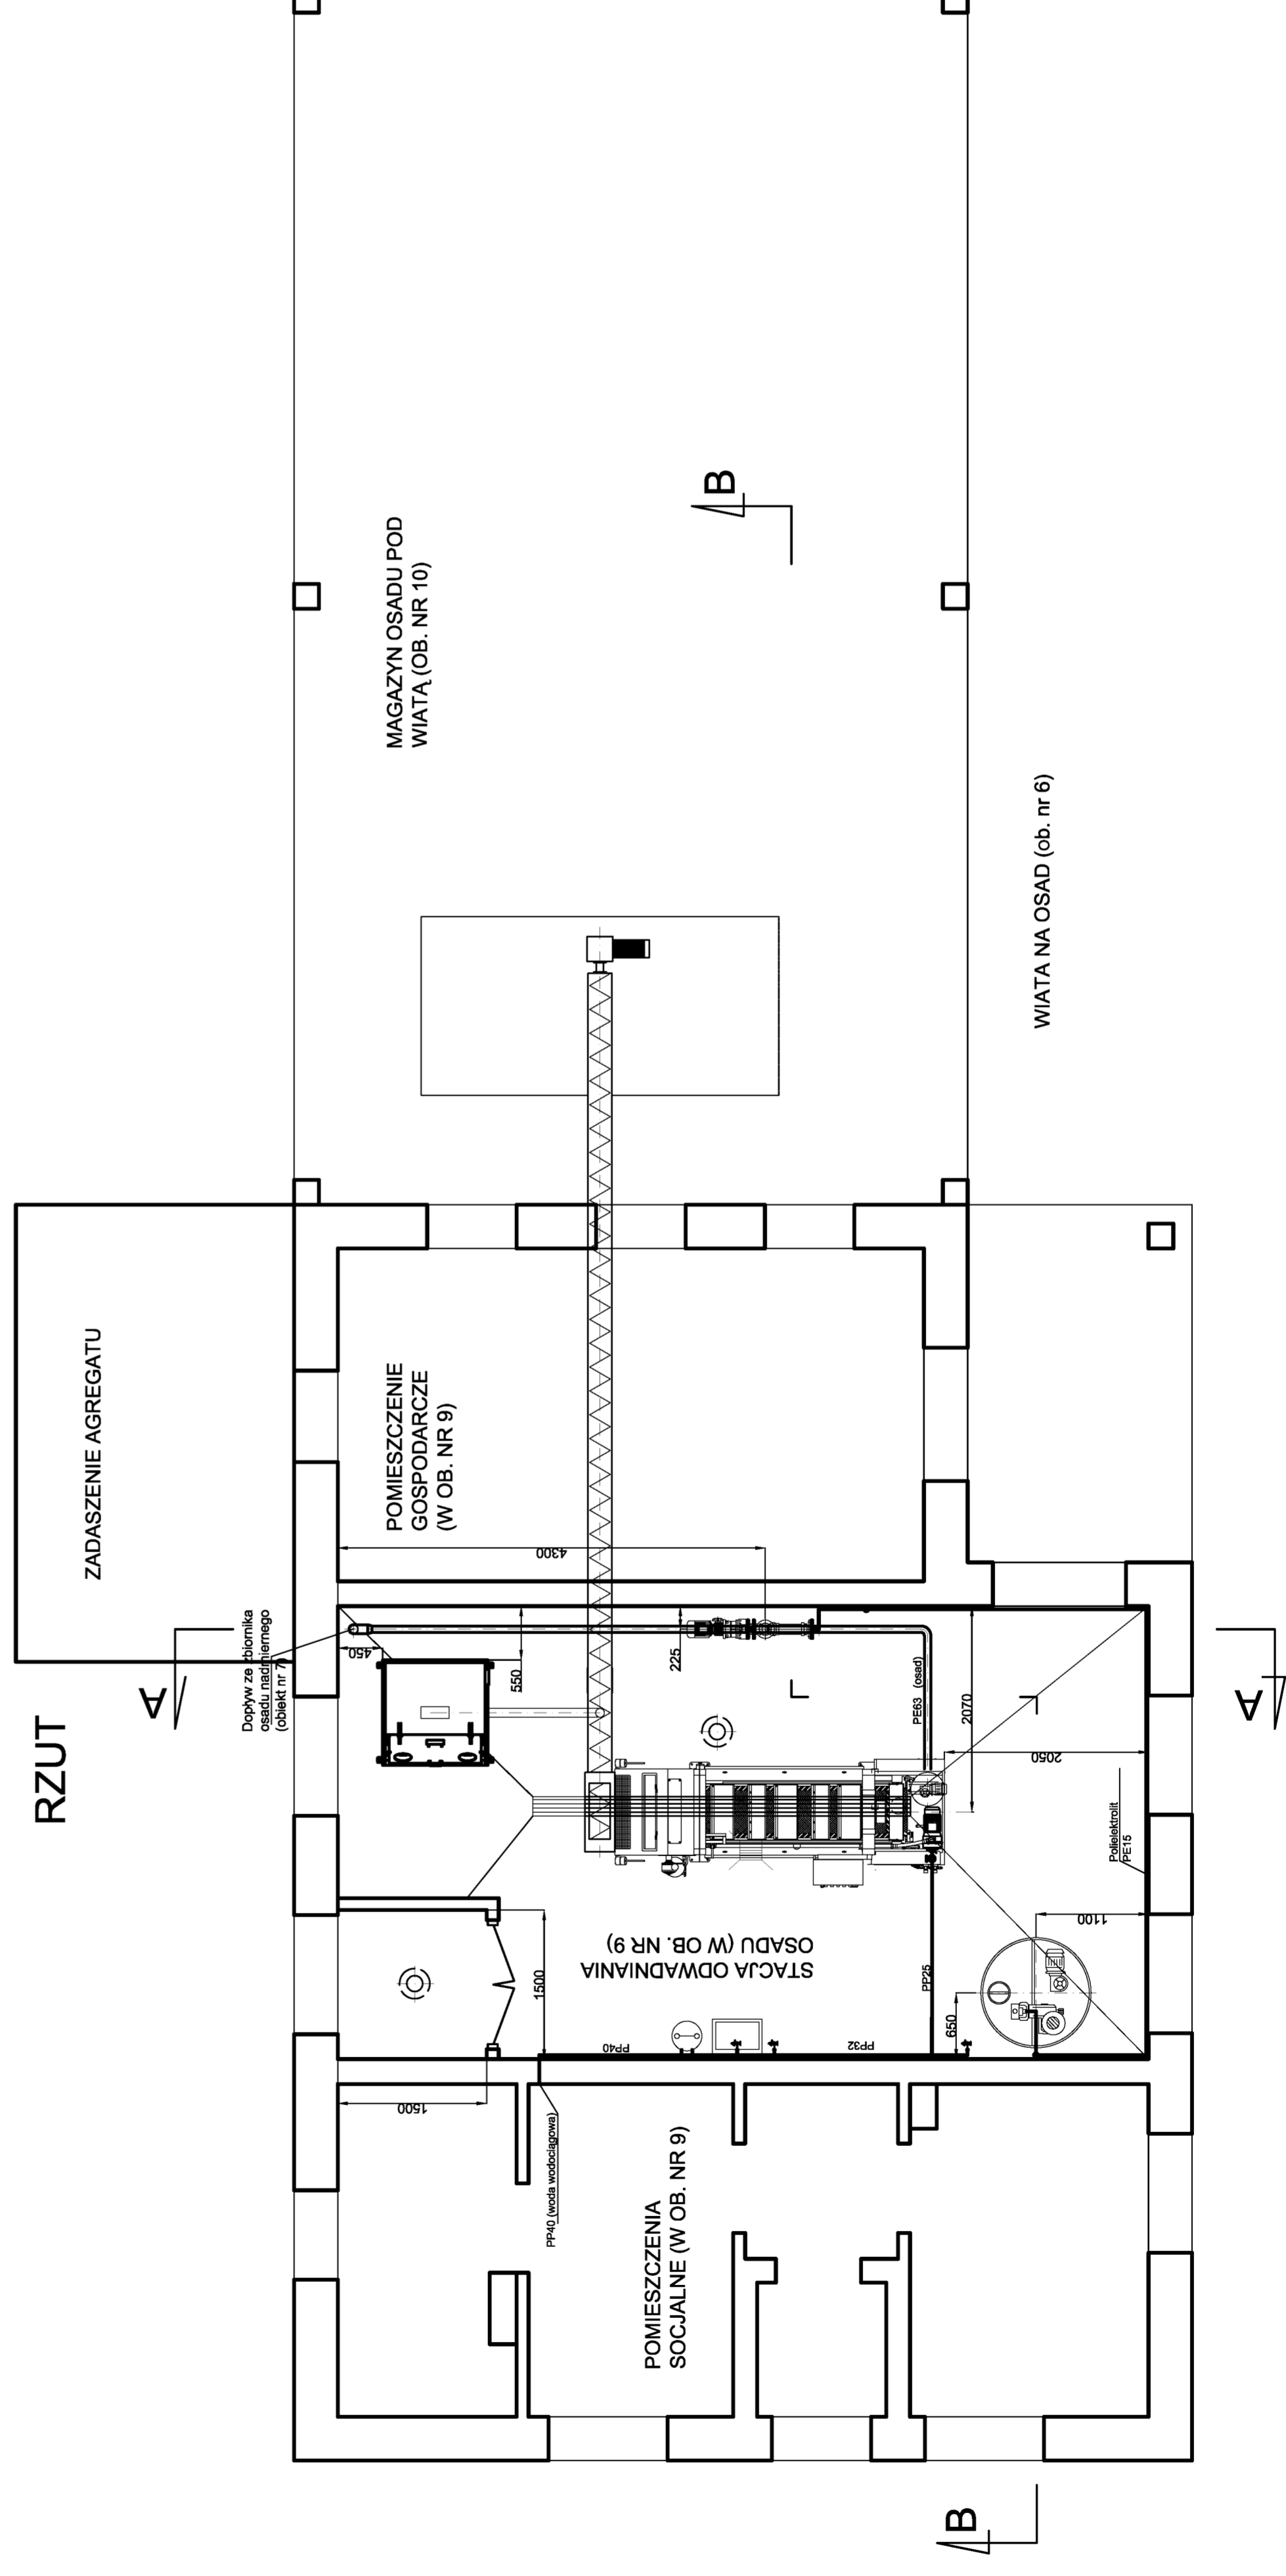 RZUT
ZADASZENIE AGREGATU
A
Dopływ ze zbiornika
osadu nadmiernego
(obiekt nr 7)
MAGAZYN OSADU POD
WIATĄ (OB. NR 10)
B
WIATA NA OSAD (ob. nr 6)
POMIESZCZENIE
GOSPODARCZE
(W OB. NR 9)
4300
450
550
225
PE63 (osad)
2070
2050
A
Polielektrolit
PE15
1100
STACJA ODWADNIANIA
OSADU (W OB. NR 9)
1500
PP25
650
PP40
PP32
1500
PP40 (woda wodociągowa)
POMIESZCZENIA
SOCJALNE (W OB. NR 9)
B